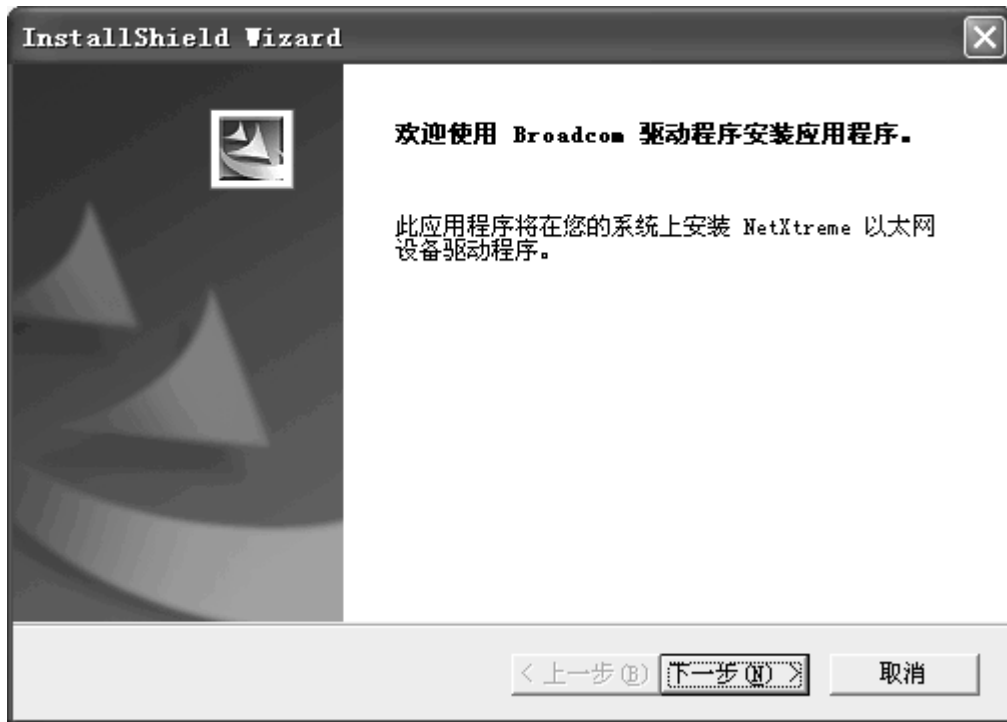 InstallShield Wizard
欢迎使用 Broadcom 驱动程序安装应用程序。
此应用程序将在您的系统上安装 NetXtreme 以太网
设备驱动程序。
< 上一步(B)
下一步(N) >
取消